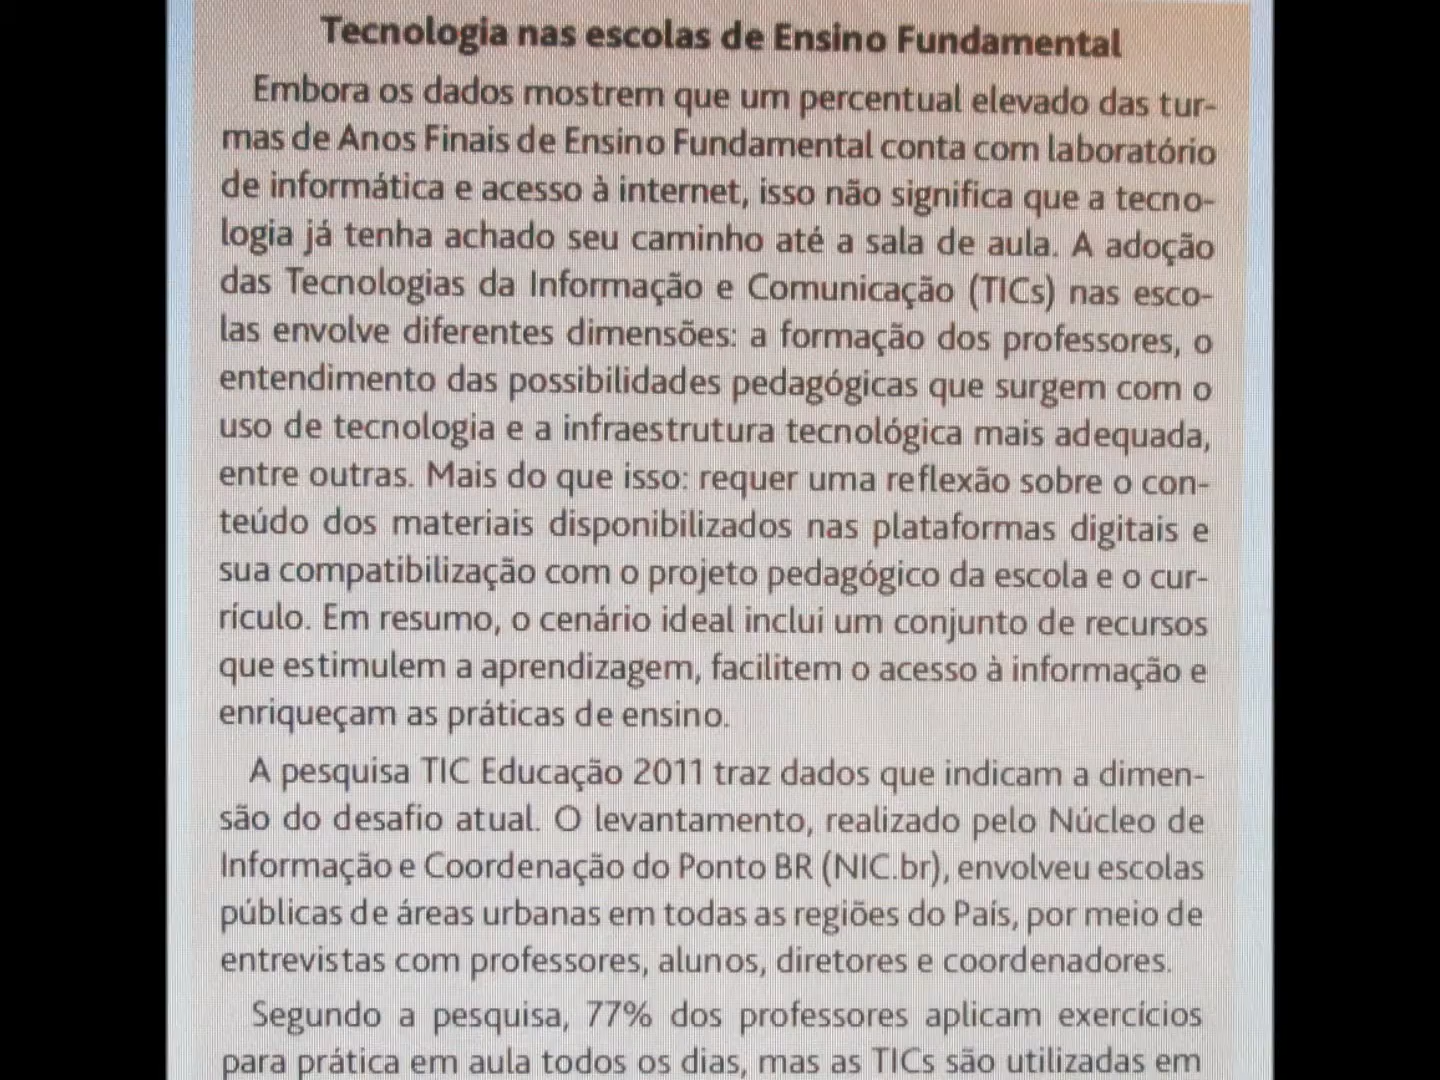 Tecnologia nas escolas de Ensino Fundamental
Embora os dados mostrem que um percentual elevado das tur-
mas de Anos Finais de Ensino Fundamental conta com laboratório
de informática e acesso à internet, isso não significa que a tecno-
logia já tenha achado seu caminho até a sala de aula. A adoção
das Tecnologias da Informação e Comunicação (TICs) nas esco-
las envolve diferentes dimensões: a formação dos professores, o
entendimento das possibilidades pedagógicas que surgem com o
uso de tecnologia e a infraestrutura tecnológica mais adequada,
entre outras. Mais do que isso: requer uma reflexão sobre o con-
teúdo dos materiais disponibilizados nas plataformas digitais e
sua compatibilização com o projeto pedagógico da escola e o cur-
rículo. Em resumo, o cenário ideal inclui um conjunto de recursos
que estimulem a aprendizagem, facilitem o acesso à informação e
enriqueçam as práticas de ensino.
A pesquisa TIC Educação 2011 traz dados que indicam a dimen-
são do desafio atual. O levantamento, realizado pelo Núcleo de
Informação e Coordenação do Ponto BR (NIC.br), envolveu escolas
públicas de áreas urbanas em todas as regiões do País, por meio de
entrevistas com professores, alunos, diretores e coordenadores.
Segundo a pesquisa, 77% dos professores aplicam exercícios
para prática em aula todos os dias, mas as TICs são utilizadas em